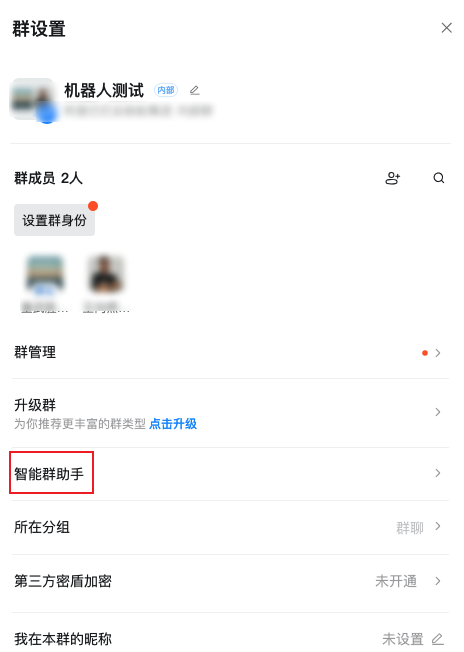 群设置
机器人测试 内部
群成员 2人
设置群身份
群管理
升级群
为你推荐更丰富的群类型 点击升级
智能群助手
所在分组 群聊
第三方密盾加密 未开通
我在本群的昵称 未设置